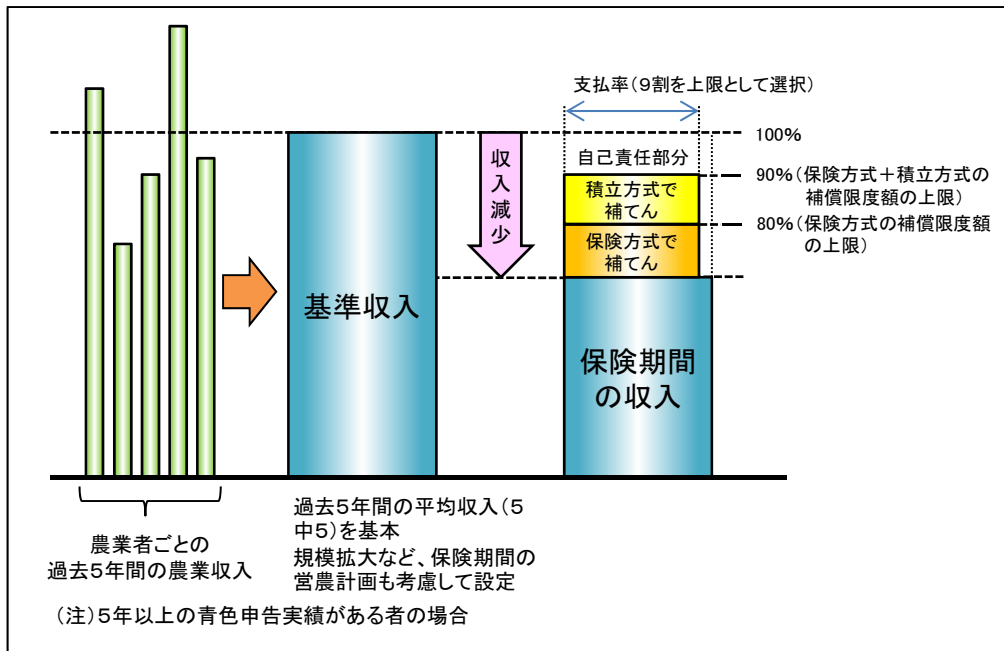 支払率（９割を上限として選択）
100%
収入減少
自己責任部分
90%（保険方式＋積立方式の
補償限度額の上限）
積立方式で
補てん
80%（保険方式の補償限度額
の上限）
保険方式で
補てん
基準収入
保険期間
の収入
農業者ごとの
過去５年間の農業収入
過去５年間の平均収入（５
中５）を基本
規模拡大など、保険期間の
営農計画も考慮して設定
（注）５年以上の青色申告実績がある者の場合